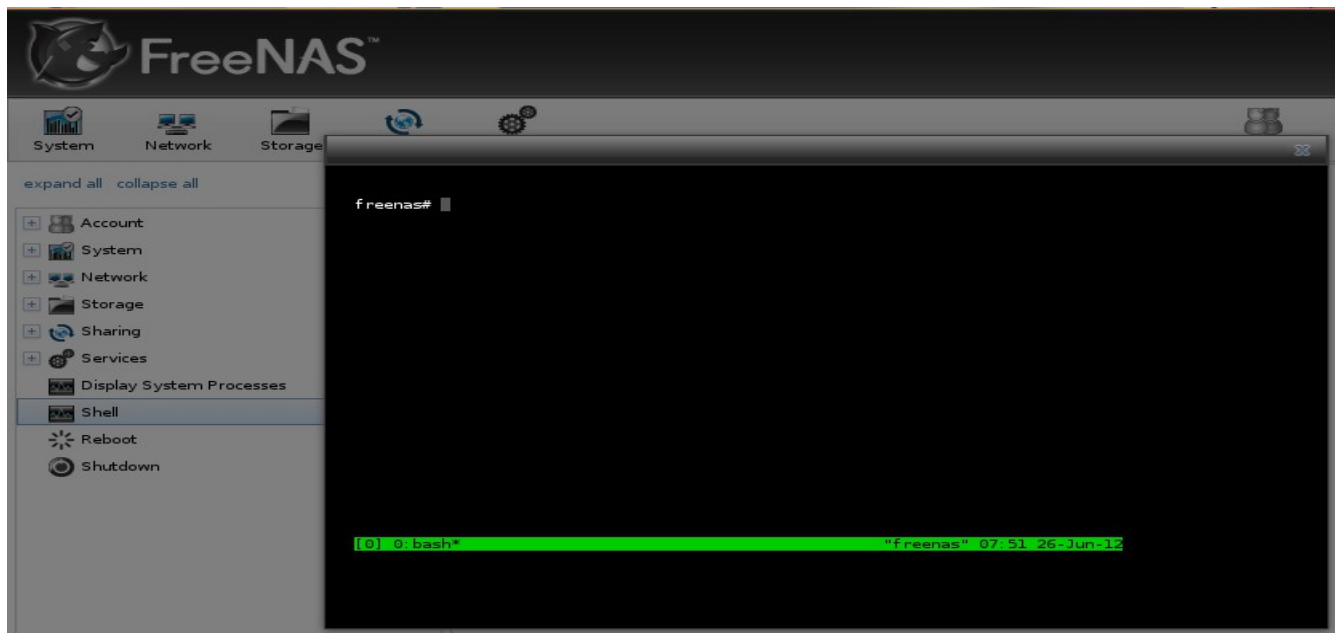 FreeNAS™
System Network Storage
expand all collapse all
Account
System
Network
Storage
Sharing
Services
Display System Processes
Shell
Reboot
Shutdown
freenas#
[0] 0:bash* "freenas" 07:51 26-Jun-12